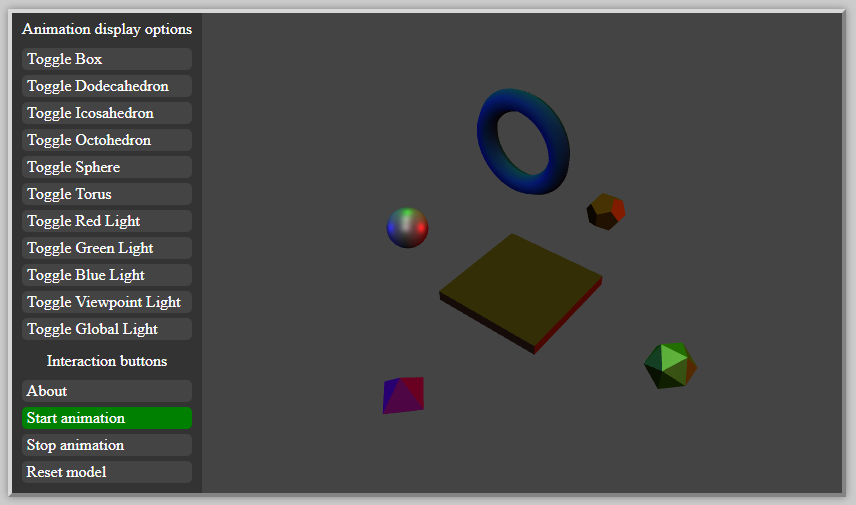 Animation display options
Toggle Box
Toggle Dodecahedron
Toggle Icosahedron
Toggle Octohedron
Toggle Sphere
Toggle Torus
Toggle Red Light
Toggle Green Light
Toggle Blue Light
Toggle Viewpoint Light
Toggle Global Light
Interaction buttons
About
Start animation
Stop animation
Reset model